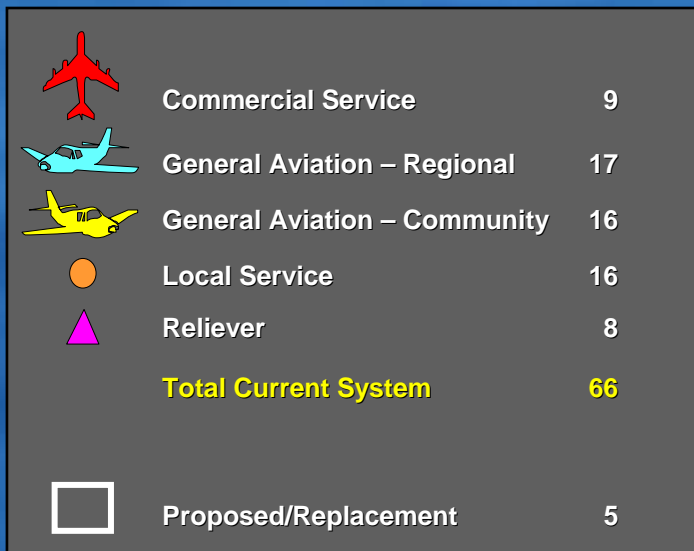 Commercial Service 9
General Aviation – Regional 17
General Aviation – Community 16
Local Service 16
Reliever 8
Total Current System 66
Proposed/Replacement 5